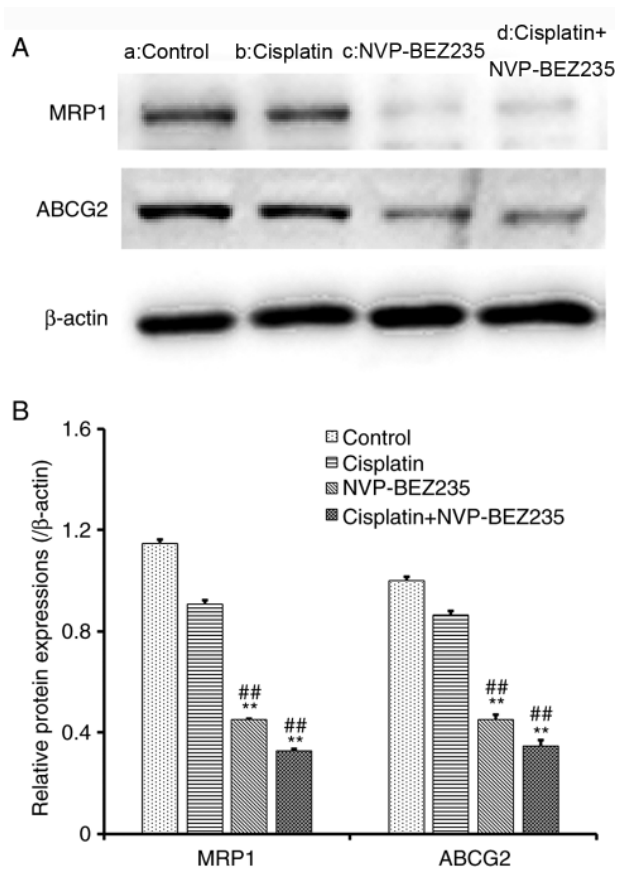 A
a:Control b:Cisplatin c:NVP-BEZ235 d:Cisplatin+
NVP-BEZ235
MRP1
ABCG2
β-actin
B
Relative protein expressions (/β-actin)
1.6
1.2
0.8
0.4
0
Control
Cisplatin
NVP-BEZ235
Cisplatin+NVP-BEZ235
##
**
##
**
##
**
##
**
MRP1 ABCG2